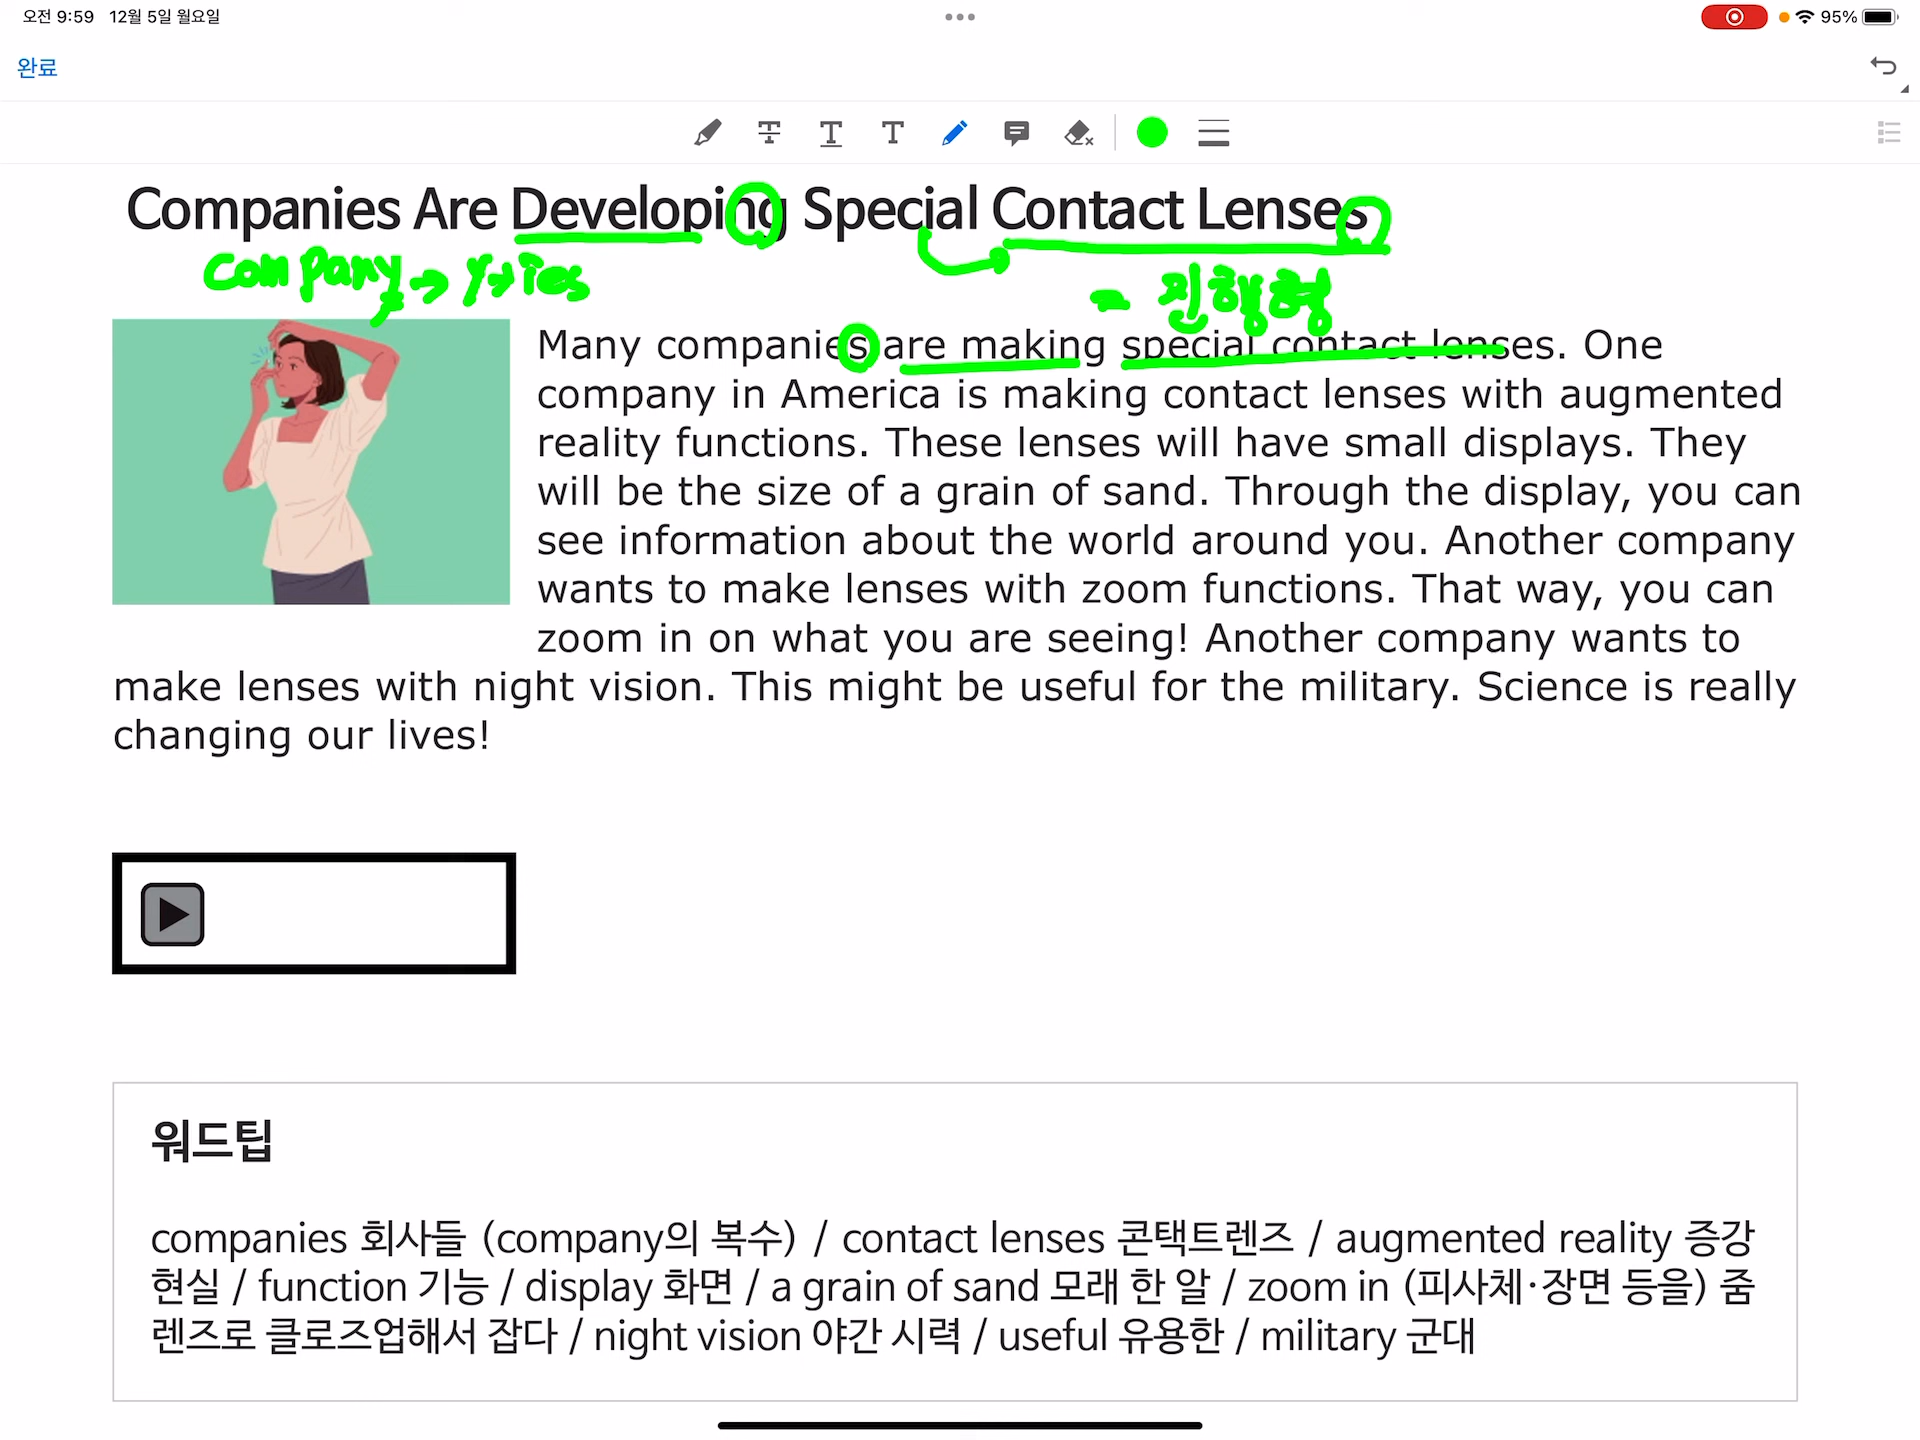 오전 9:59 12월 5일 월요일
95%
완료
Companies Are Developing Special Contact Lenses
company → y→ies
= 진행형
Many companies are making special contact lenses. One
company in America is making contact lenses with augmented
reality functions. These lenses will have small displays. They
will be the size of a grain of sand. Through the display, you can
see information about the world around you. Another company
wants to make lenses with zoom functions. That way, you can
zoom in on what you are seeing! Another company wants to
make lenses with night vision. This might be useful for the military. Science is really
changing our lives!
워드팁
companies 회사들 (company의 복수) / contact lenses 콘택트렌즈 / augmented reality 증강
현실 / function 기능 / display 화면 / a grain of sand 모래 한 알 / zoom in (피사체·장면 등을) 줌
렌즈로 클로즈업해서 잡다 / night vision 야간 시력 / useful 유용한 / military 군대